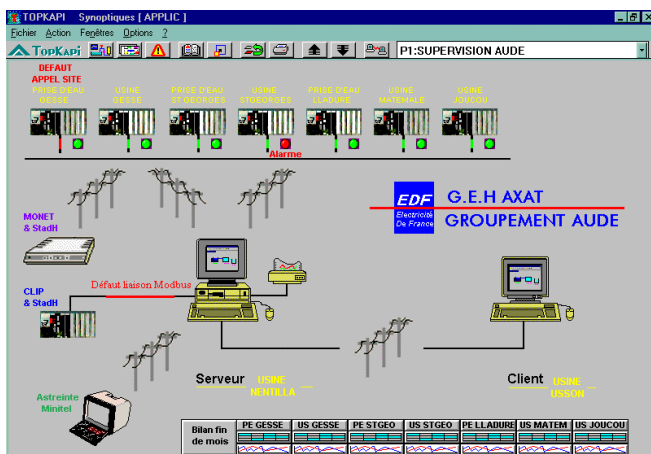 TOPKAPI Synoptiques [ APPLIC ]
Fichier Action Fenêtres Options ?
TOPKAPI P1:SUPERVISION AUDE
DEFAUT
APPEL SITE
PRISE D'EAU USINE PRISE D'EAU USINE PRISE D'EAU USINE USINE
GESSE GESSE ST GEORGES STGEORGES LLADURE MATEMALE JOUCOU
Alarme
EDF G.E.H AXAT
Electricité
De France GROUPEMENT AUDE
MONET
& StadH
Défaut liaison Modbus
CLIP
& StadH
Serveur USINE
NENTILLA
Client USINE
USSON
Astreinte
Minitel
Bilan fin
de mois
PE GESSE US GESSE PE STGEO US STGEO PE LLADURE US MATEM US JOUCOU